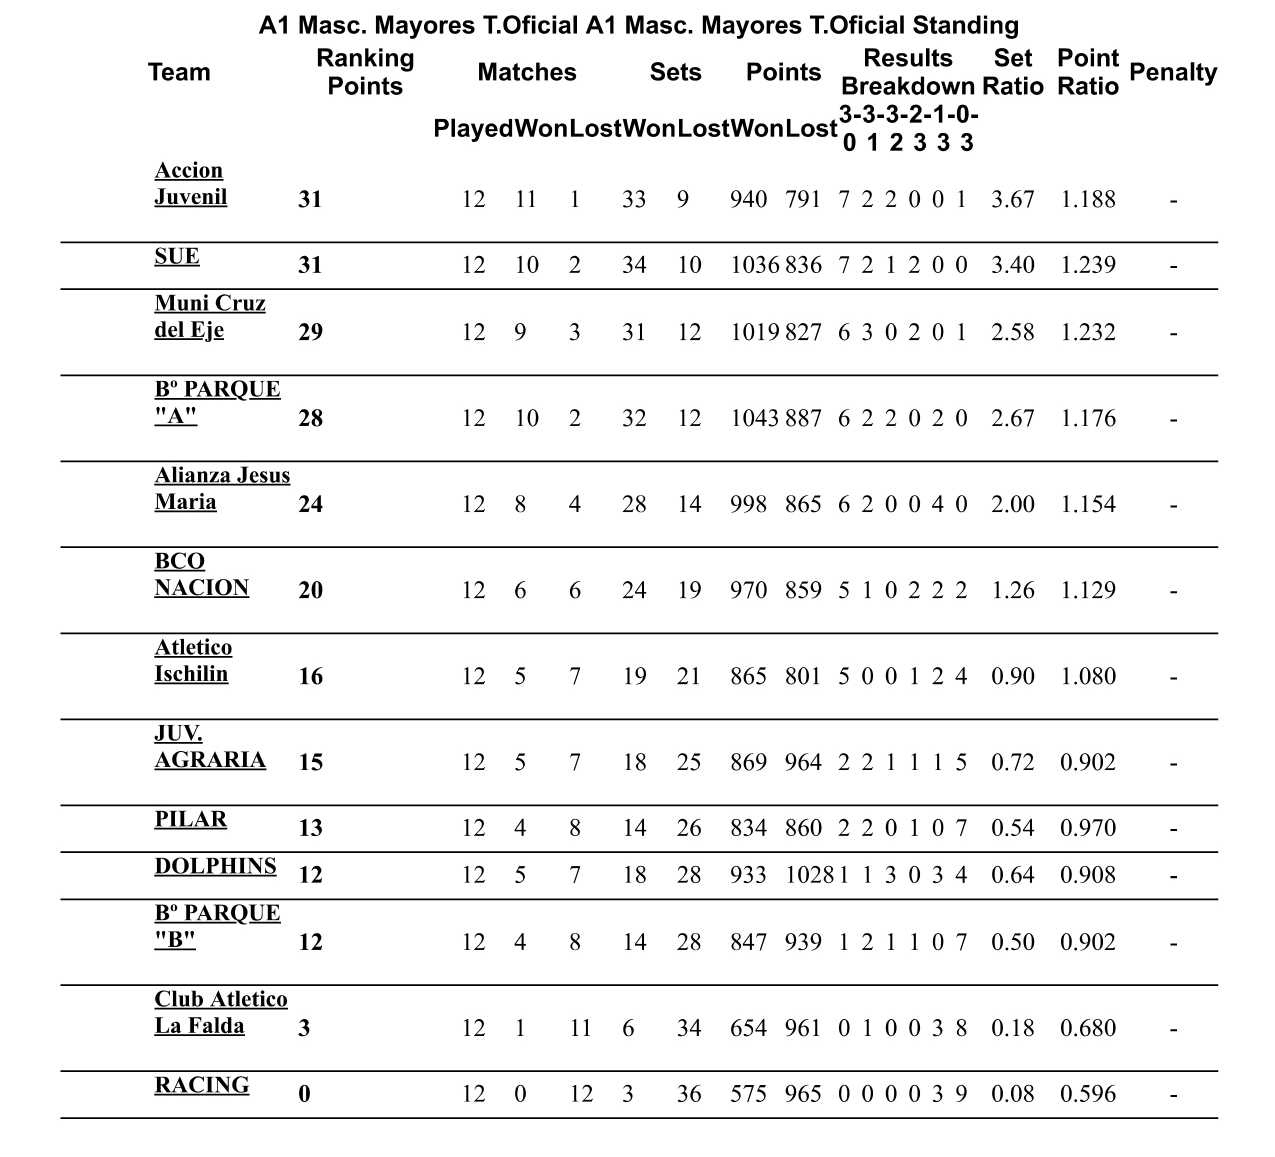 A1 Masc. Mayores T.Oficial A1 Masc. Mayores T.Oficial Standing
Team Ranking Points Matches Sets Points Results Breakdown Set Ratio Point Ratio Penalty
Played Won Lost Won Lost Won Lost 3-0 3-1 3-2 2-3 1-3 0-3
Accion Juvenil 31 12 11 1 33 9 940 791 7 2 2 0 0 1 3.67 1.188 -
SUE 31 12 10 2 34 10 1036 836 7 2 1 2 0 0 3.40 1.239 -
Muni Cruz del Eje 29 12 9 3 31 12 1019 827 6 3 0 2 0 1 2.58 1.232 -
Bº PARQUE "A" 28 12 10 2 32 12 1043 887 6 2 2 0 2 0 2.67 1.176 -
Alianza Jesus Maria 24 12 8 4 28 14 998 865 6 2 0 0 4 0 2.00 1.154 -
BCO NACION 20 12 6 6 24 19 970 859 5 1 0 2 2 2 1.26 1.129 -
Atletico Ischilin 16 12 5 7 19 21 865 801 5 0 0 1 2 4 0.90 1.080 -
JUV. AGRARIA 15 12 5 7 18 25 869 964 2 2 1 1 1 5 0.72 0.902 -
PILAR 13 12 4 8 14 26 834 860 2 2 0 1 0 7 0.54 0.970 -
DOLPHINS 12 12 5 7 18 28 933 1028 1 1 3 0 3 4 0.64 0.908 -
Bº PARQUE "B" 12 12 4 8 14 28 847 939 1 2 1 1 0 7 0.50 0.902 -
Club Atletico La Falda 3 12 1 11 6 34 654 961 0 1 0 0 3 8 0.18 0.680 -
RACING 0 12 0 12 3 36 575 965 0 0 0 0 3 9 0.08 0.596 -